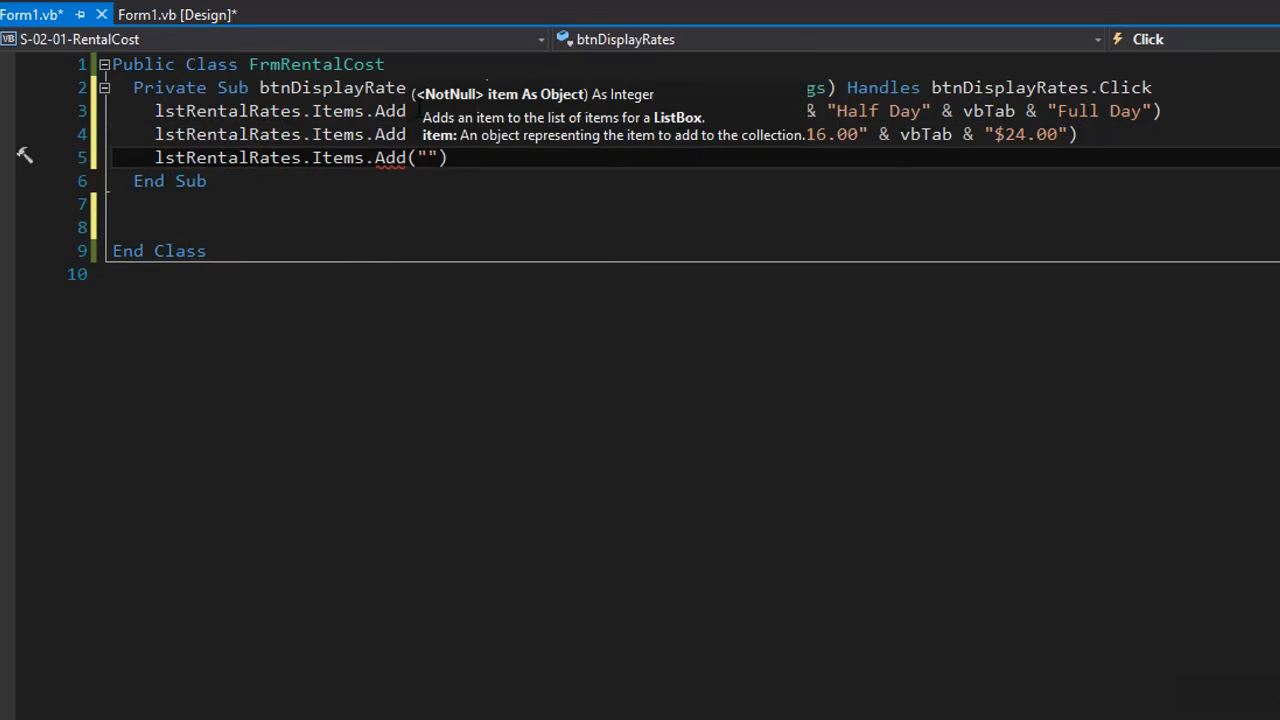 Form1.vb* Form1.vb [Design]*
VB S-02-01-RentalCost btnDisplayRates Click
1 Public Class FrmRentalCost
2 Private Sub btnDisplayRate gs) Handles btnDisplayRates.Click
(<NotNull> item As Object) As Integer
3 lstRentalRates.Items.Add & "Half Day" & vbTab & "Full Day")
Adds an item to the list of items for a ListBox.
4 lstRentalRates.Items.Add 16.00" & vbTab & "$24.00")
item: An object representing the item to add to the collection.
5 lstRentalRates.Items.Add("")
6 End Sub
7
8
9 End Class
10